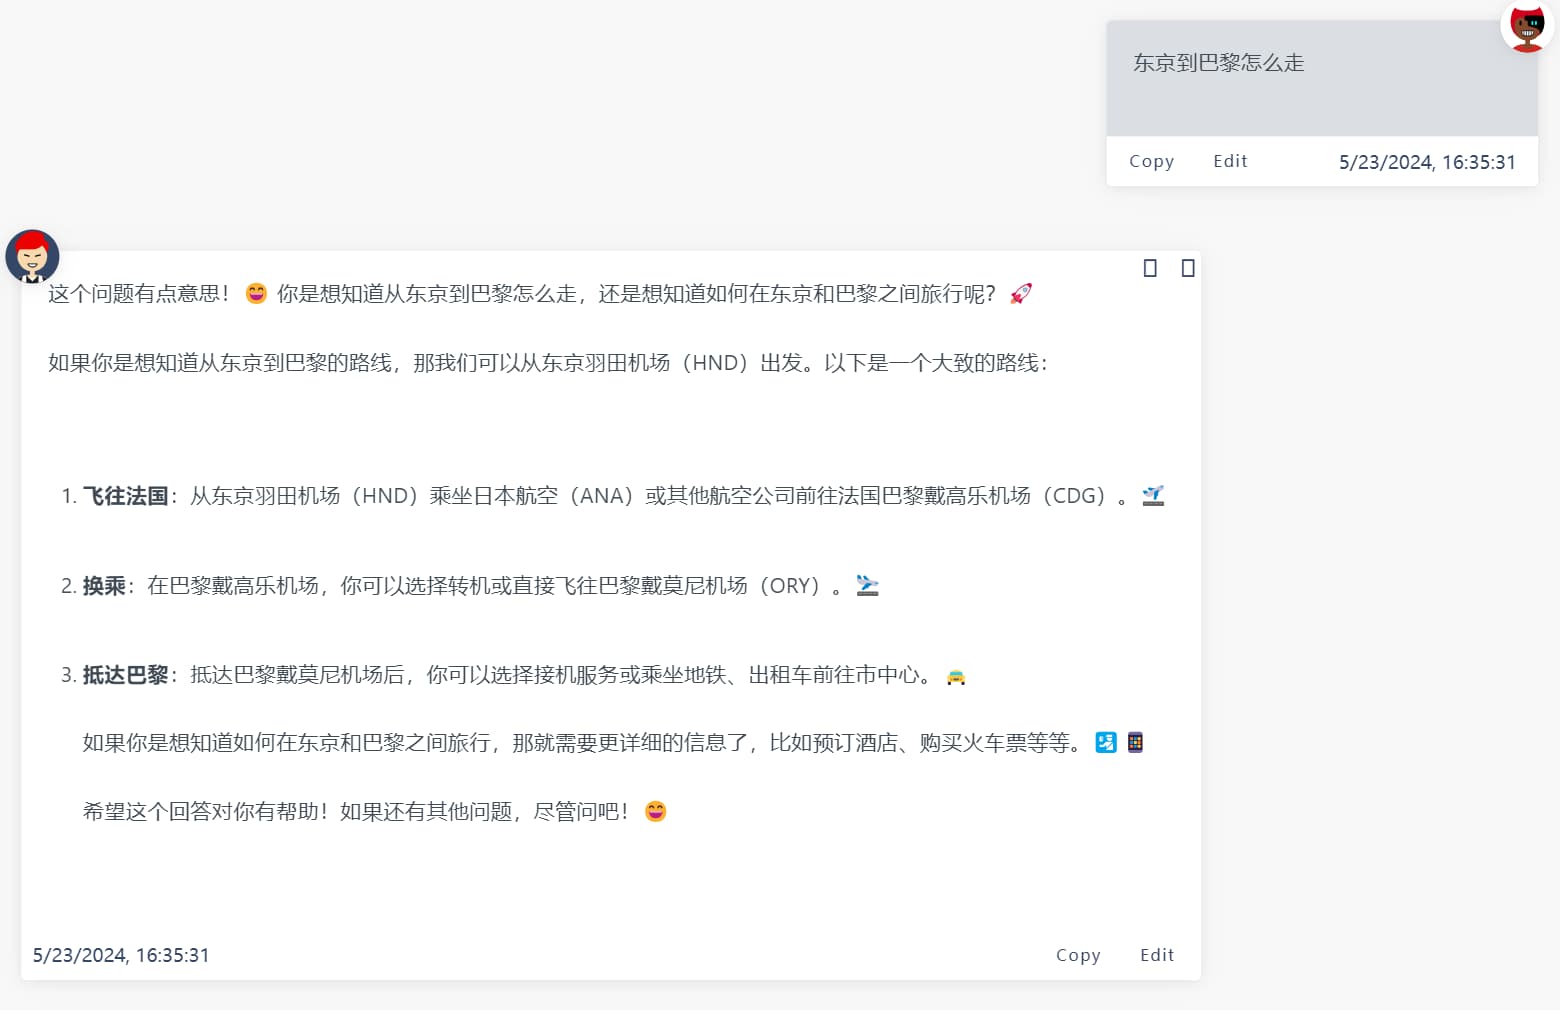 东京到巴黎怎么走
Copy Edit 5/23/2024, 16:35:31
这个问题有点意思！😄 你是想知道从东京到巴黎怎么走，还是想知道如何在东京和巴黎之间旅行呢？🚀
如果你是想知道从东京到巴黎的路线，那我们可以从东京羽田机场（HND）出发。以下是一个大致的路线：
1. 飞往法国：从东京羽田机场（HND）乘坐日本航空（ANA）或其他航空公司前往法国巴黎戴高乐机场（CDG）。🛫
2. 换乘：在巴黎戴高乐机场，你可以选择转机或直接飞往巴黎戴莫尼机场（ORY）。🛬
3. 抵达巴黎：抵达巴黎戴莫尼机场后，你可以选择接机服务或乘坐地铁、出租车前往市中心。🚖
如果你是想知道如何在东京和巴黎之间旅行，那就需要更详细的信息了，比如预订酒店、购买火车票等等。🛂📱
希望这个回答对你有帮助！如果还有其他问题，尽管问吧！😄
5/23/2024, 16:35:31 Copy Edit